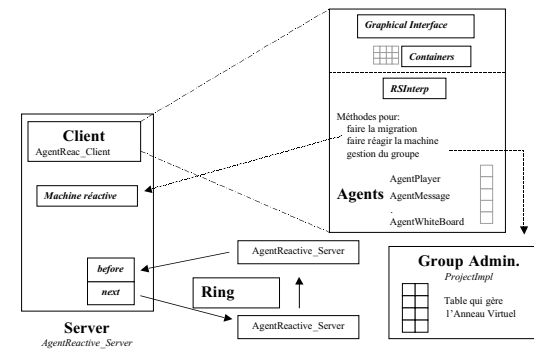 Graphical Interface
Containers
RSInterp
Méthodes pour:
faire la migration
faire réagir la machine
gestion du groupe
Agents
AgentPlayer
AgentMessage
.
AgentWhiteBoard
Client
AgentReac_Client
Machine réactive
before
next
Server
AgentReactive_Server
AgentReactive_Server
Ring
AgentReactive_Server
Group Admin.
ProjectImpl
Table qui gère
l'Anneau Virtuel